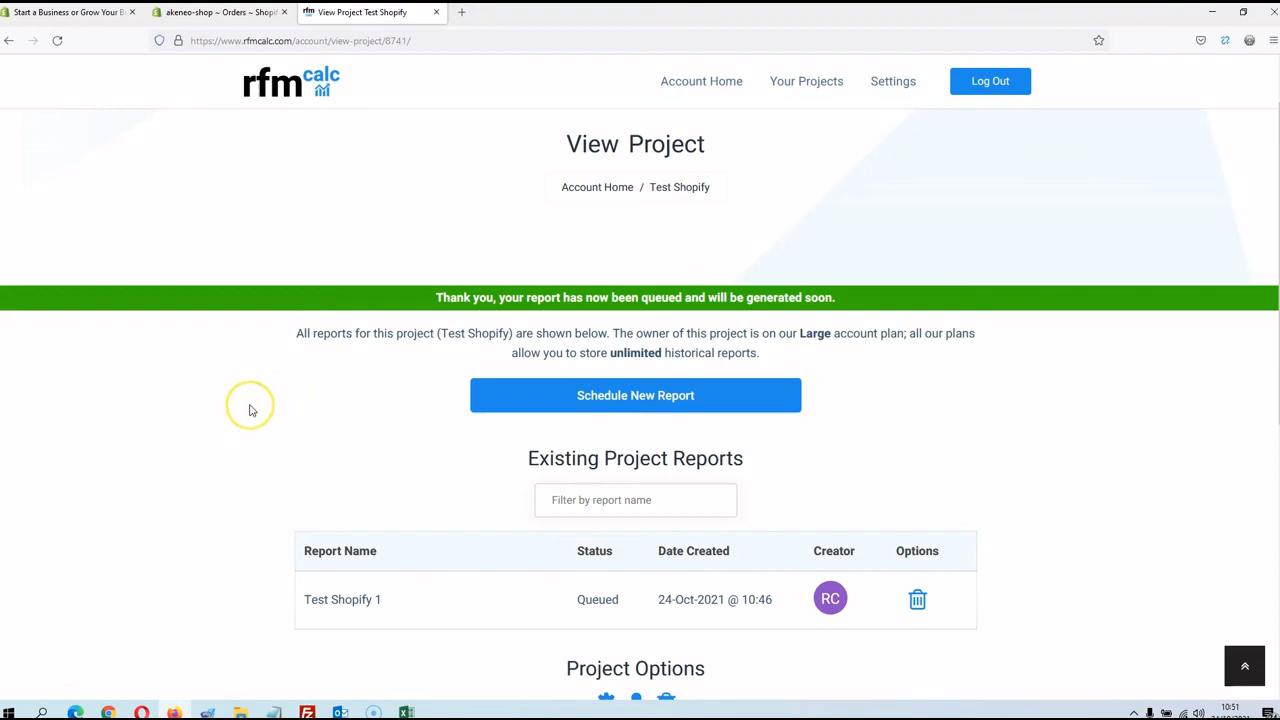 Start a Business or Grow Your B
akeneo-shop ~ Orders ~ Shopif
View Project Test Shopify
https://www.rfmcalc.com/account/view-project/8741/
rfmcalc
Account Home
Your Projects
Settings
Log Out
View Project
Account Home / Test Shopify
Thank you, your report has now been queued and will be generated soon.
All reports for this project (Test Shopify) are shown below. The owner of this project is on our Large account plan; all our plans
allow you to store unlimited historical reports.
Schedule New Report
Existing Project Reports
Filter by report name
Report Name Status Date Created Creator Options
Test Shopify 1 Queued 24-Oct-2021 @ 10:46 RC
Project Options
10:51